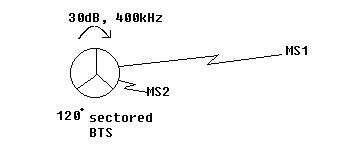 30dB, 400kHz
MS1
MS2
120° sectored
BTS